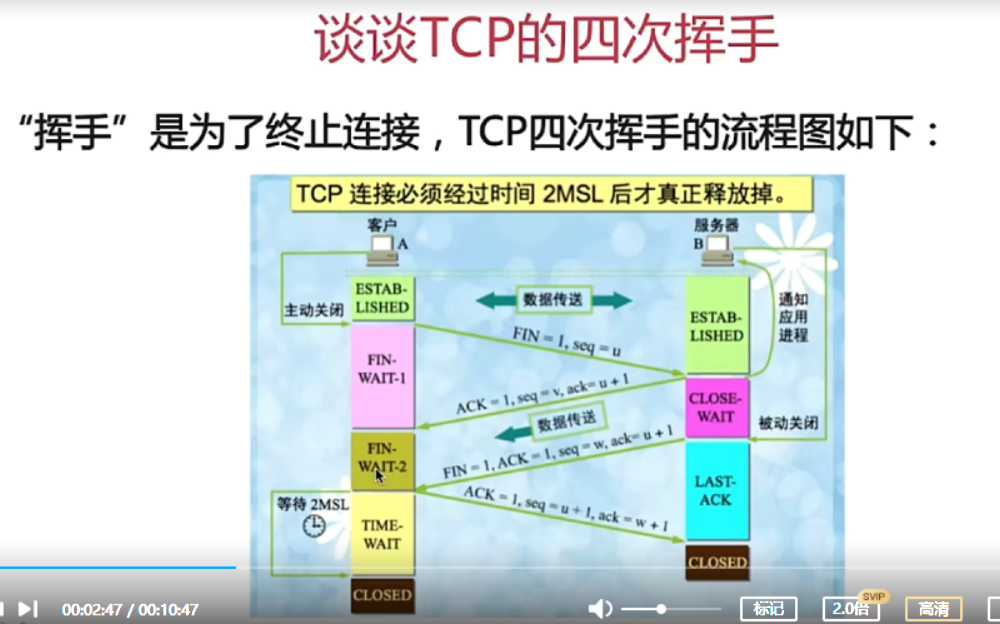 谈谈TCP的四次挥手
“挥手”是为了终止连接，TCP四次挥手的流程图如下：
TCP 连接必须经过时间 2MSL 后才真正释放掉。
客户
A
服务器
B
主动关闭
ESTAB-
LISHED
数据传送
ESTAB-
LISHED
通知
应用
进程
FIN = 1, seq = u
FIN-
WAIT-1
ACK = 1, seq = v, ack= u + 1
CLOSE-
WAIT
被动关闭
数据传送
FIN-
WAIT-2
FIN = 1, ACK = 1, seq = w, ack= u + 1
LAST-
ACK
ACK = 1, seq = u + 1, ack = w + 1
等待 2MSL
TIME-
WAIT
CLOSED
CLOSED
00:02:47 / 00:10:47
标记
2.0倍
SVIP
高清